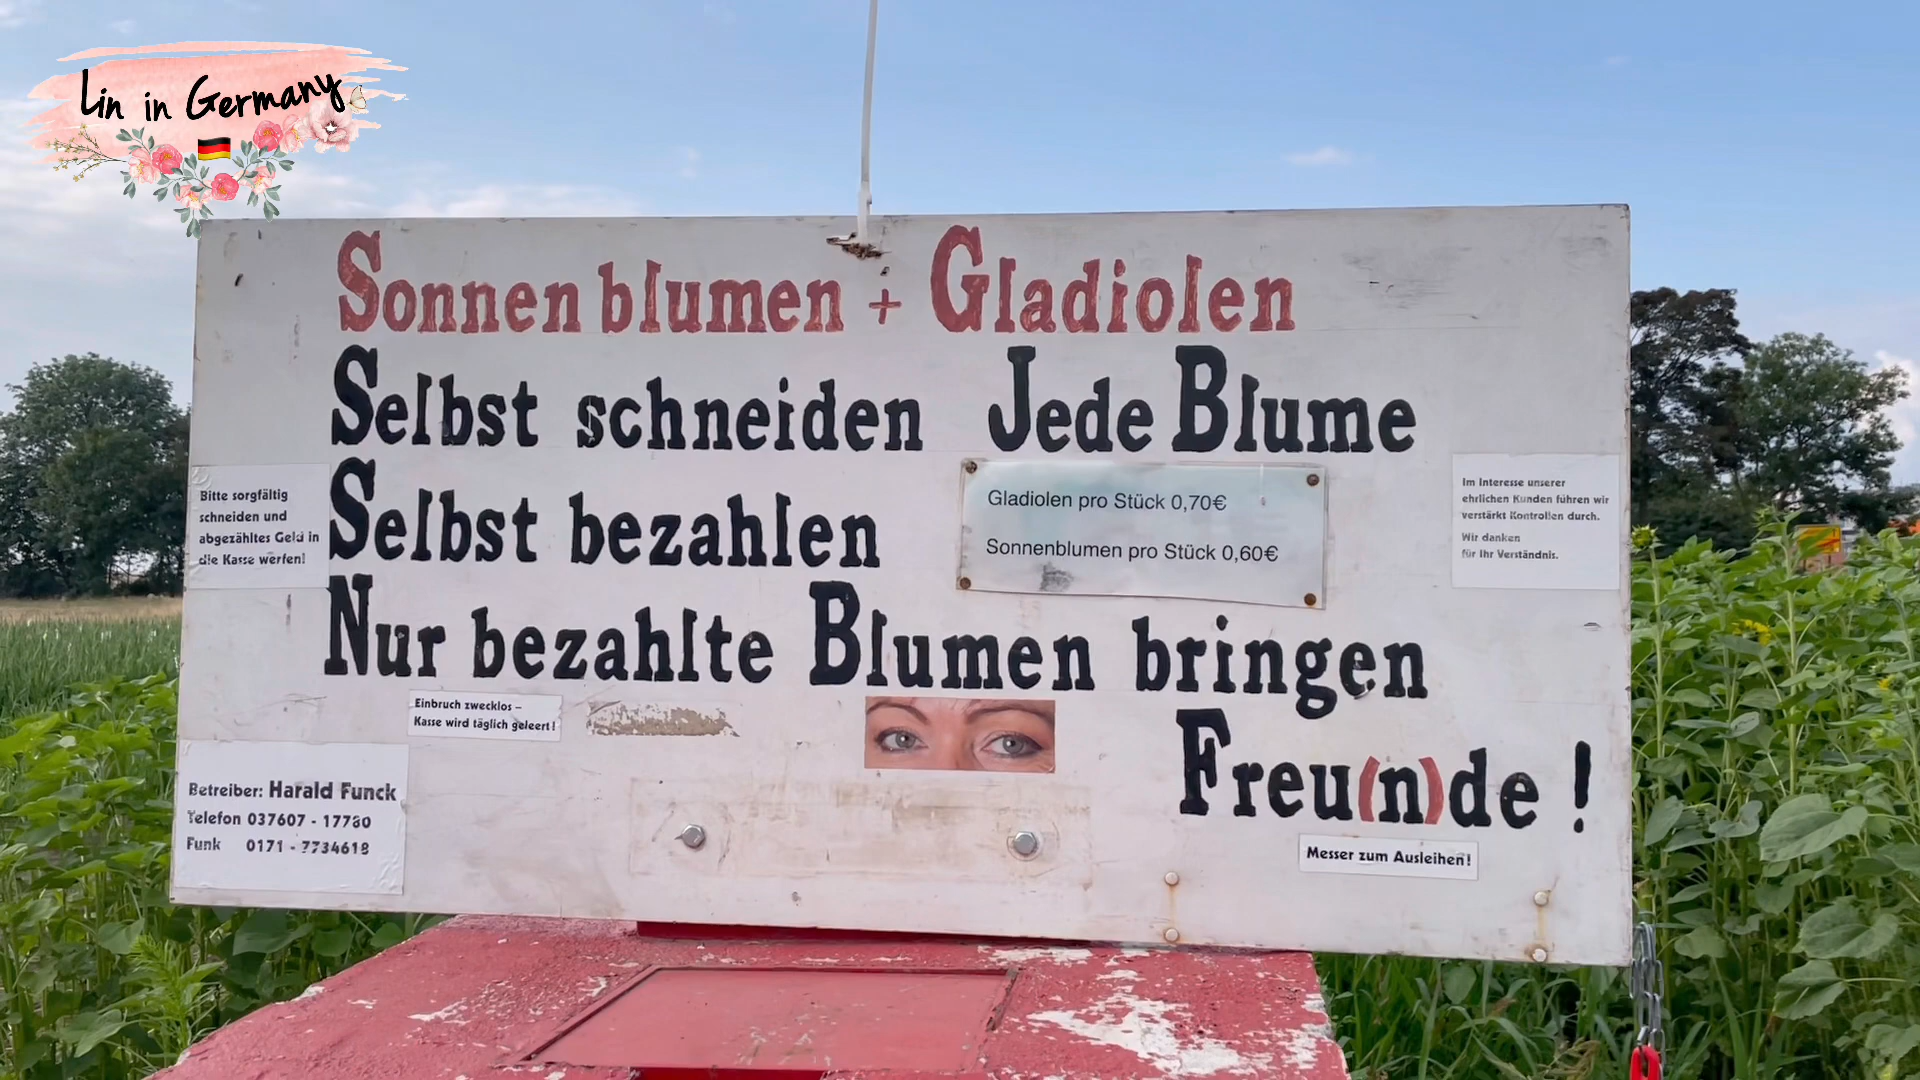 Lin in Germany
Sonnenblumen + Gladiolen
Selbst schneiden Jede Blume
Selbst bezahlen
Gladiolen pro Stück 0,70€
Sonnenblumen pro Stück 0,60€
Nur bezahlte Blumen bringen
Freu(n)de !
Bitte sorgfältig
schneiden und
abgezähltes Geld in
die Kasse werfen!
Im Interesse unserer
ehrlichen Kunden führen wir
verstärkt Kontrollen durch.
Wir danken
für Ihr Verständnis.
Einbruch zwecklos –
Kasse wird täglich geleert!
Betreiber: Harald Funck
Telefon 037607 - 17780
Funk 0171 - 7734618
Messer zum Ausleihen!